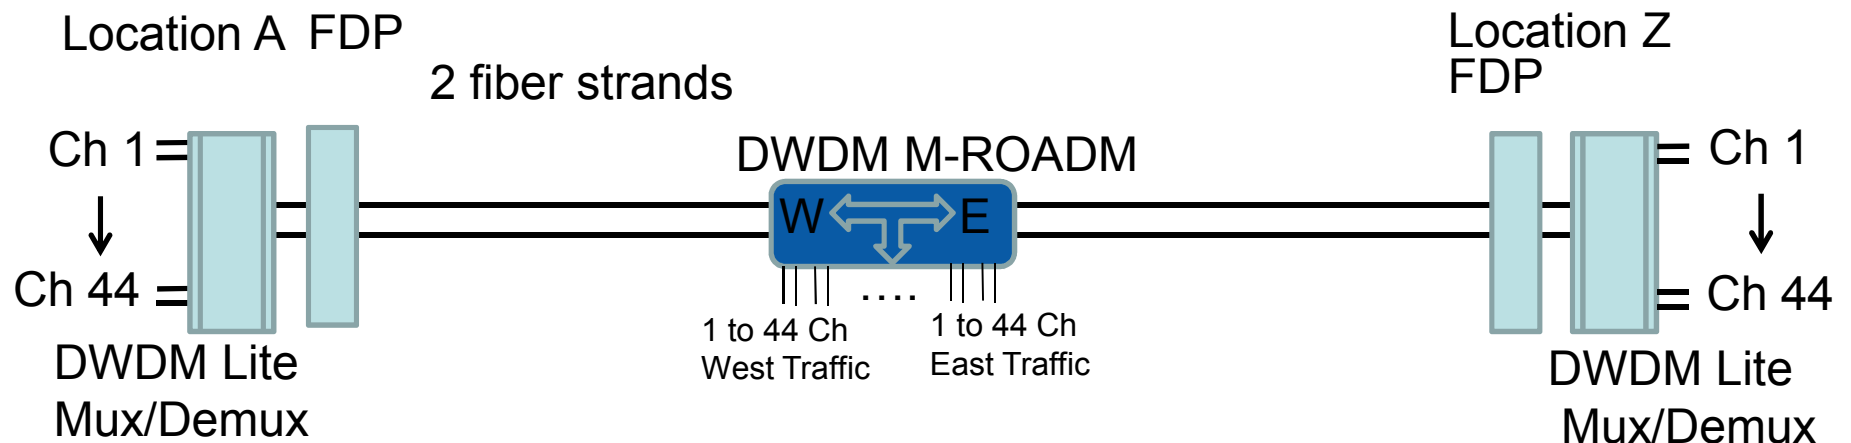 Location A FDP
2 fiber strands
Location Z
FDP
Ch 1
Ch 44
DWDM Lite
Mux/Demux
DWDM M-ROADM
W E
....
1 to 44 Ch
West Traffic
1 to 44 Ch
East Traffic
Ch 1
Ch 44
DWDM Lite
Mux/Demux